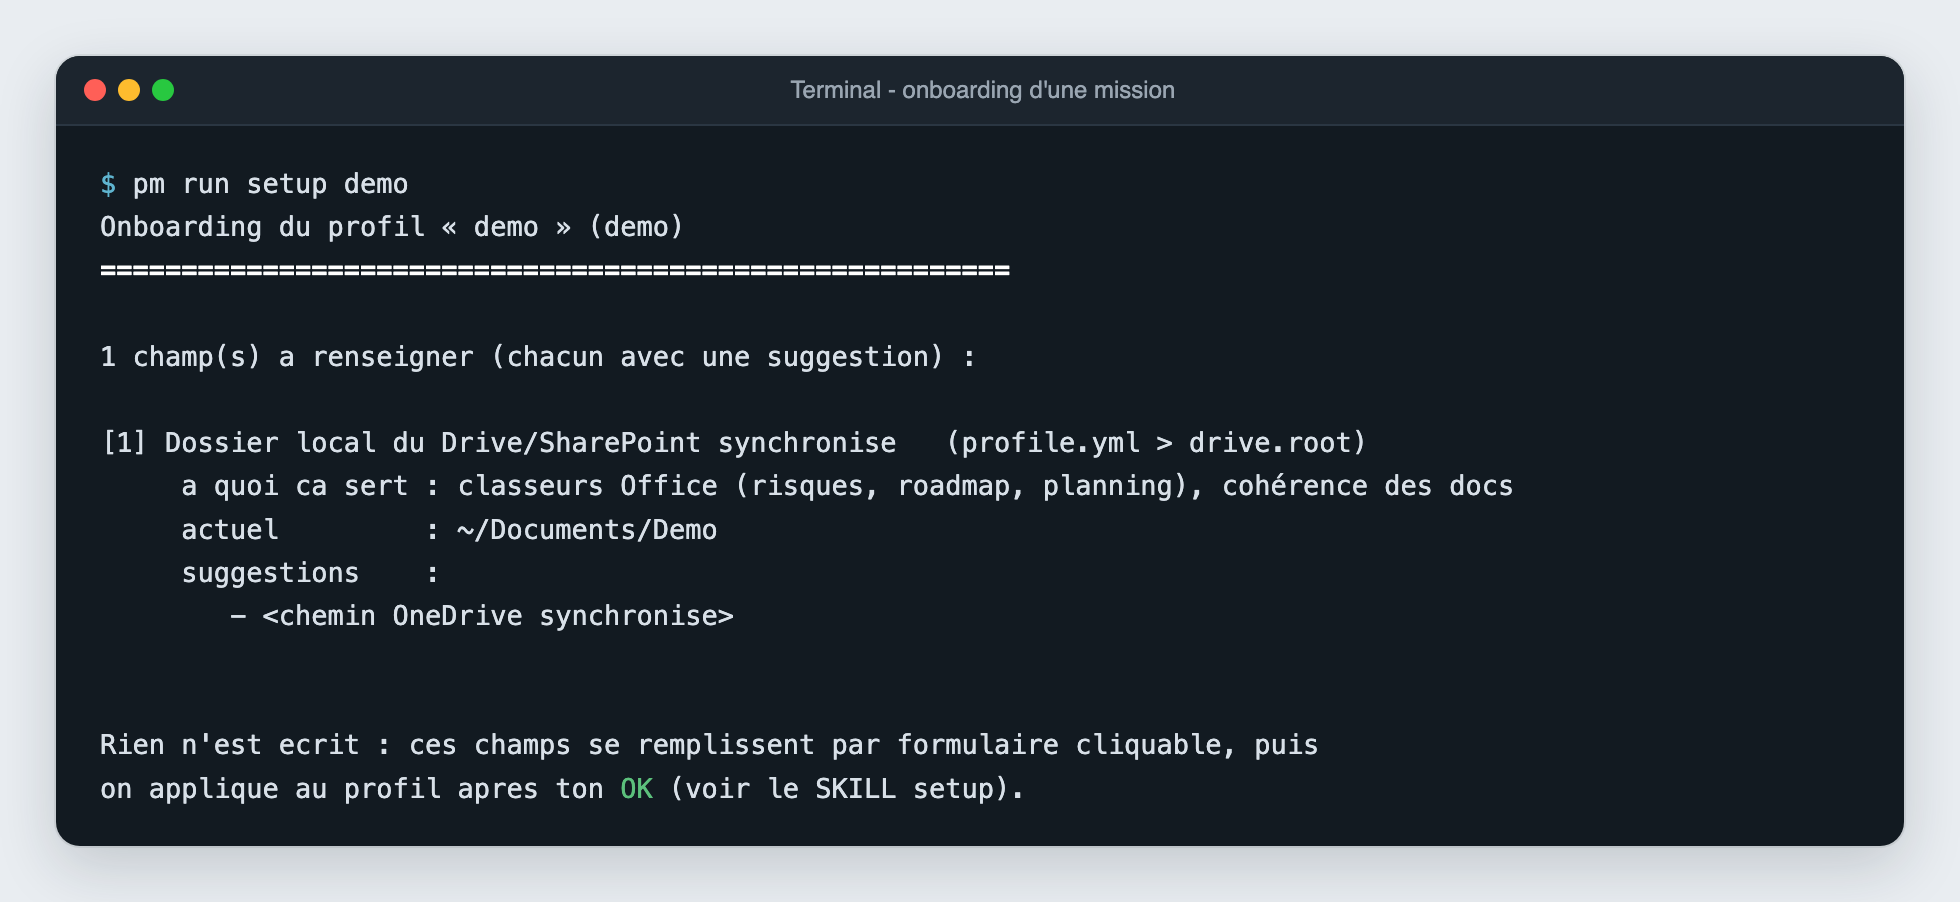 Terminal - onboarding d'une mission
$ pm run setup demo
Onboarding du profil « demo » (demo)
========================================================
1 champ(s) a renseigner (chacun avec une suggestion) :
[1] Dossier local du Drive/SharePoint synchronise   (profile.yml > drive.root)
     a quoi ca sert : classeurs Office (risques, roadmap, planning), cohérence des docs
     actuel         : ~/Documents/Demo
     suggestions    :
        - <chemin OneDrive synchronise>
Rien n'est ecrit : ces champs se remplissent par formulaire cliquable, puis
on applique au profil apres ton OK (voir le SKILL setup).